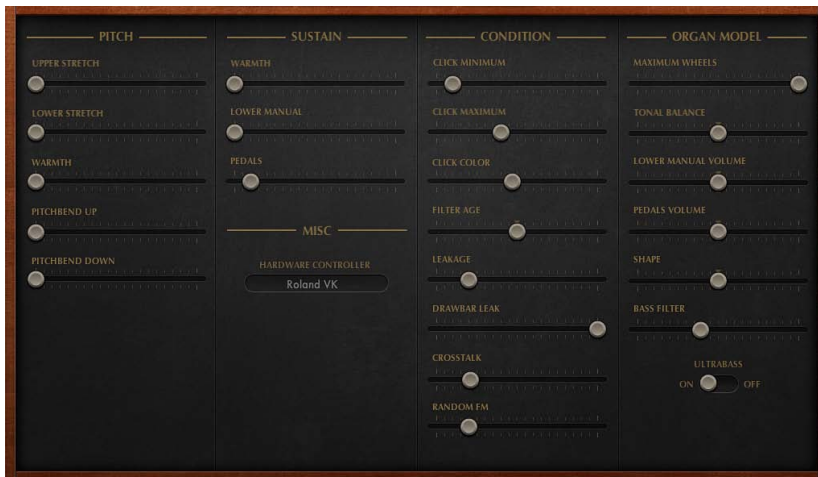 PITCH
UPPER STRETCH
LOWER STRETCH
WARMTH
PITCHBEND UP
PITCHBEND DOWN
SUSTAIN
WARMTH
LOWER MANUAL
PEDALS
MISC
HARDWARE CONTROLLER
Roland VK
CONDITION
CLICK MINIMUM
CLICK MAXIMUM
CLICK COLOR
FILTER AGE
LEAKAGE
DRAWBAR LEAK
CROSSTALK
RANDOM FM
ORGAN MODEL
MAXIMUM WHEELS
TONAL BALANCE
LOWER MANUAL VOLUME
PEDALS VOLUME
SHAPE
BASS FILTER
ULTRABASS
ON OFF